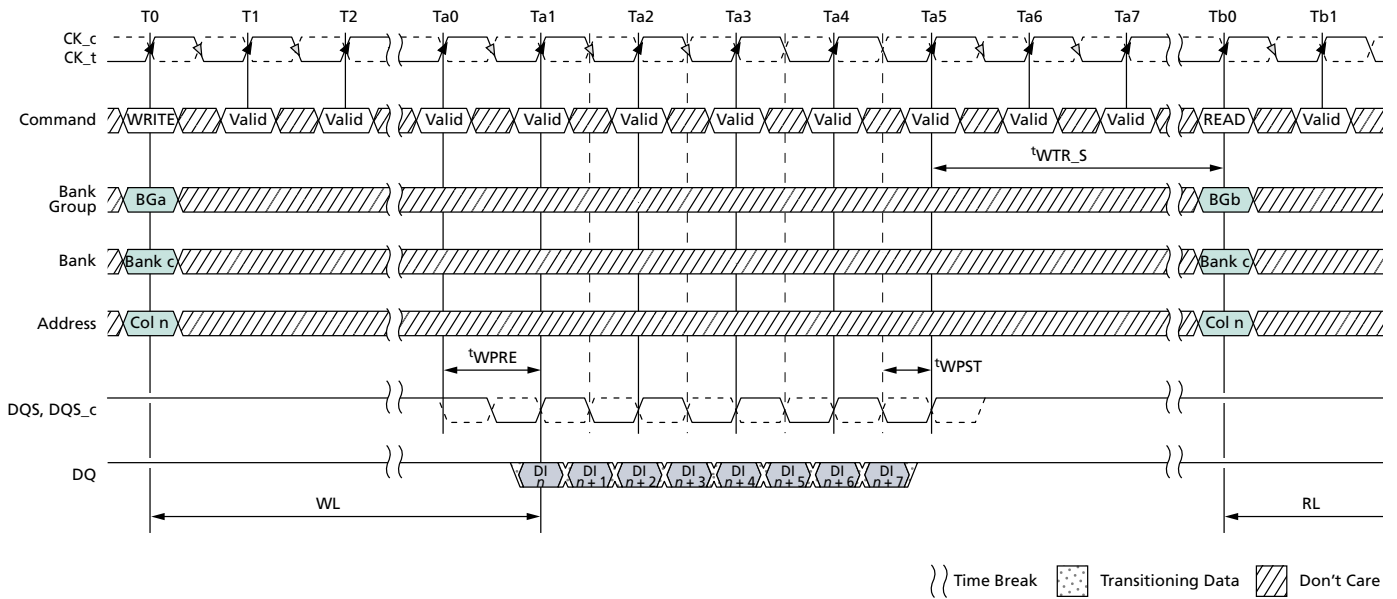 T0 T1 T2 Ta0 Ta1 Ta2 Ta3 Ta4 Ta5 Ta6 Ta7 Tb0 Tb1
CK_c
CK_t
Command WRITE Valid Valid Valid Valid Valid Valid Valid Valid Valid Valid READ Valid
tWTR_S
Bank Group BGa BGb
Bank Bank c Bank c
Address Col n Col n
tWPRE tWPST
DQS, DQS_c
DQ DI n DI n + 1 DI n + 2 DI n + 3 DI n + 4 DI n + 5 DI n + 6 DI n + 7
WL RL
Time Break Transitioning Data Don't Care